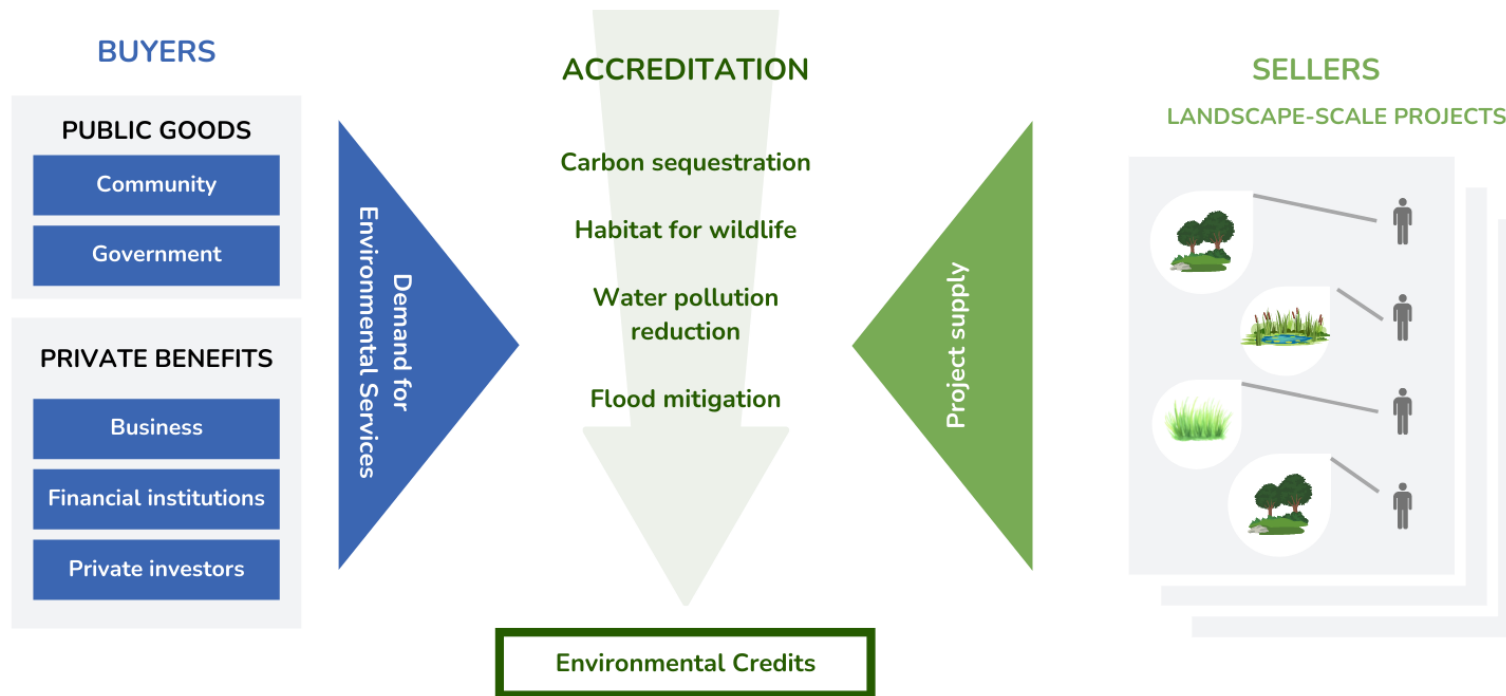 BUYERS
PUBLIC GOODS
Community
Government
PRIVATE BENEFITS
Business
Financial institutions
Private investors
Demand for
Environmental Services
ACCREDITATION
Carbon sequestration
Habitat for wildlife
Water pollution
reduction
Flood mitigation
Environmental Credits
Project supply
SELLERS
LANDSCAPE-SCALE PROJECTS